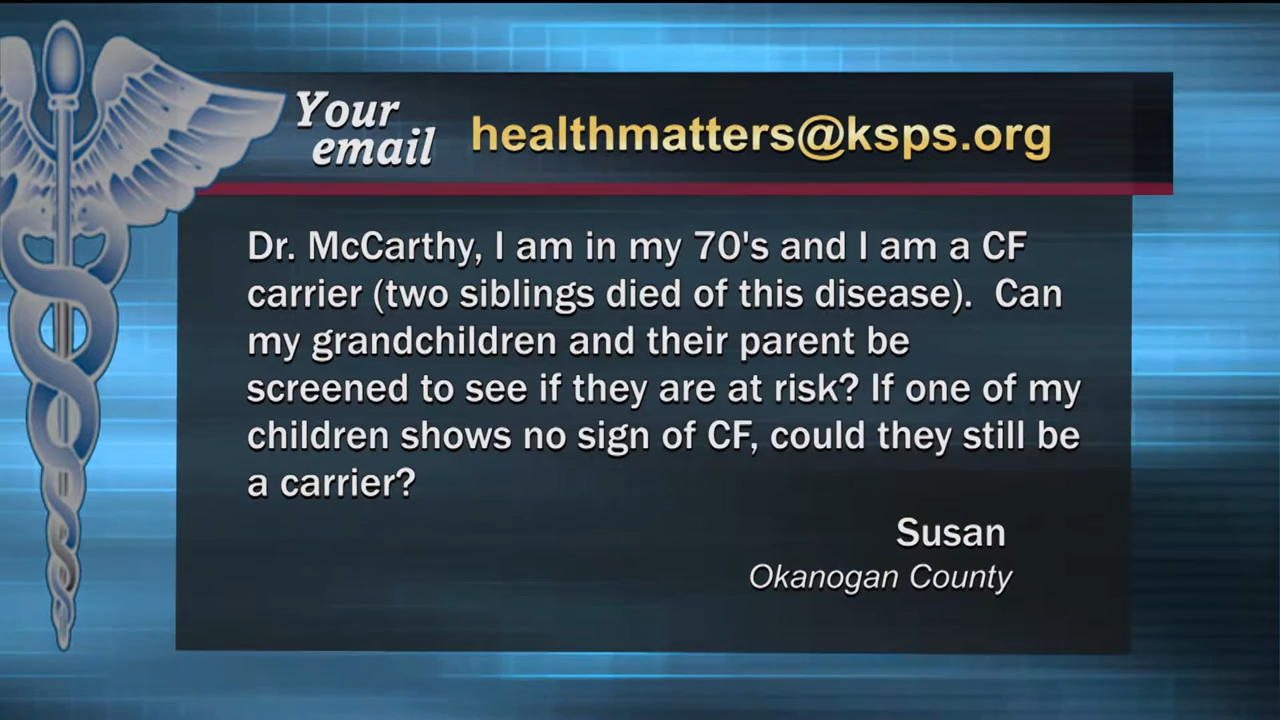 Your
email
healthmatters@ksps.org
Dr. McCarthy, I am in my 70's and I am a CF
carrier (two siblings died of this disease).  Can
my grandchildren and their parent be
screened to see if they are at risk? If one of my
children shows no sign of CF, could they still be
a carrier?
Susan
Okanogan County